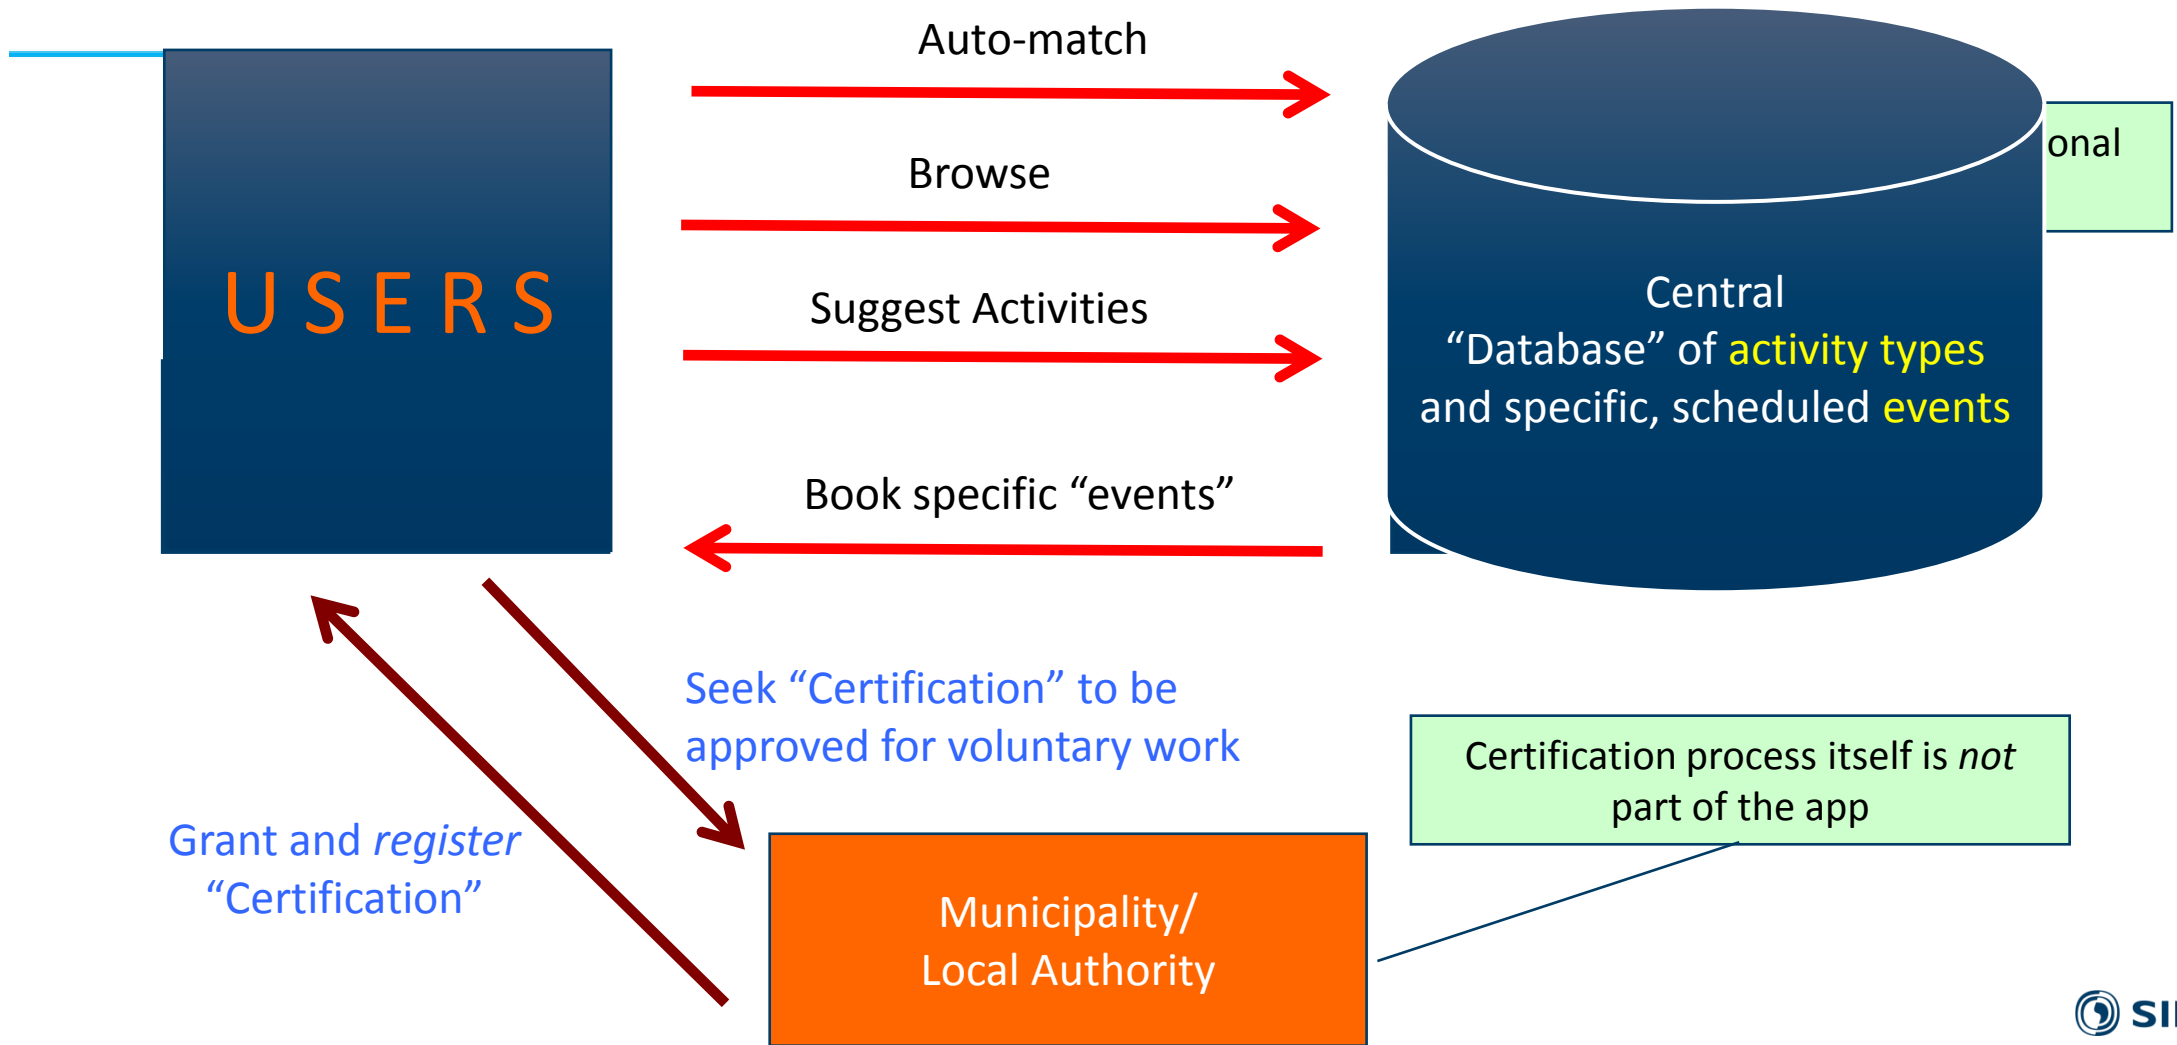 Auto-match
onal
Browse
U S E R S
Suggest Activities
Central
“Database” of activity types
and specific, scheduled events
Book specific “events”
Seek “Certification” to be
approved for voluntary work
Certification process itself is not
part of the app
Grant and register
“Certification”
Municipality/
Local Authority